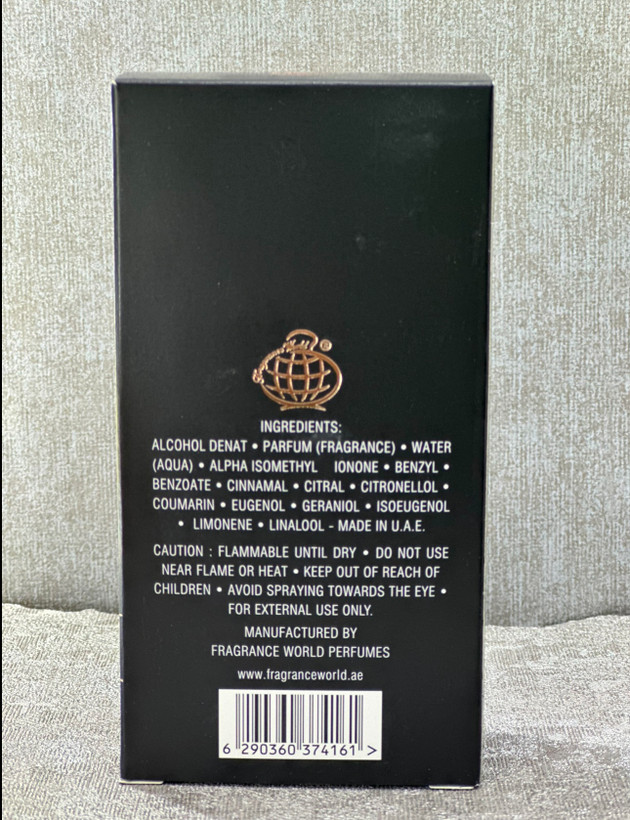 ®
INGREDIENTS:
ALCOHOL DENAT • PARFUM (FRAGRANCE) • WATER
(AQUA) • ALPHA ISOMETHYL IONONE • BENZYL •
BENZOATE • CINNAMAL • CITRAL • CITRONELLOL •
COUMARIN • EUGENOL • GERANIOL • ISOEUGENOL
• LIMONENE • LINALOOL - MADE IN U.A.E.
CAUTION : FLAMMABLE UNTIL DRY • DO NOT USE
NEAR FLAME OR HEAT • KEEP OUT OF REACH OF
CHILDREN • AVOID SPRAYING TOWARDS THE EYE •
FOR EXTERNAL USE ONLY.
MANUFACTURED BY
FRAGRANCE WORLD PERFUMES
www.fragranceworld.ae
6 290360 374161 >